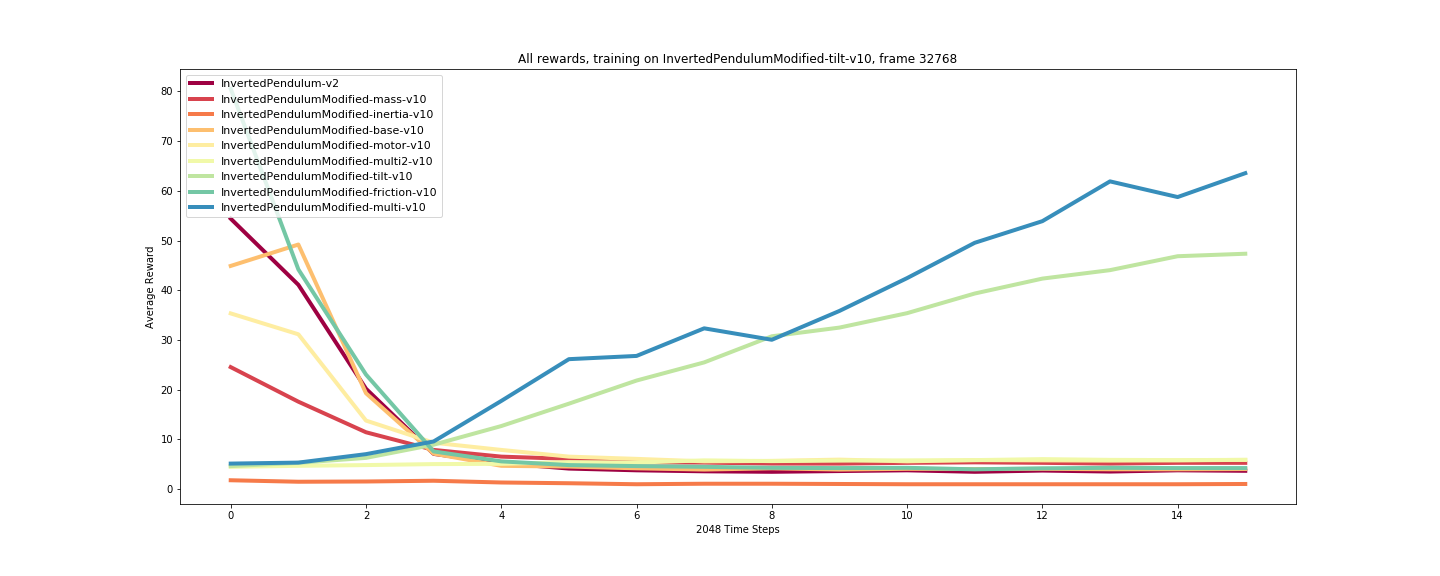 All rewards, training on InvertedPendulumModified-tilt-v10, frame 32768
InvertedPendulum-v2
InvertedPendulumModified-mass-v10
InvertedPendulumModified-inertia-v10
InvertedPendulumModified-base-v10
InvertedPendulumModified-motor-v10
InvertedPendulumModified-multi2-v10
InvertedPendulumModified-tilt-v10
InvertedPendulumModified-friction-v10
InvertedPendulumModified-multi-v10
Average Reward
80
70
60
50
40
30
20
10
0
0 2 4 6 8 10 12 14
2048 Time Steps